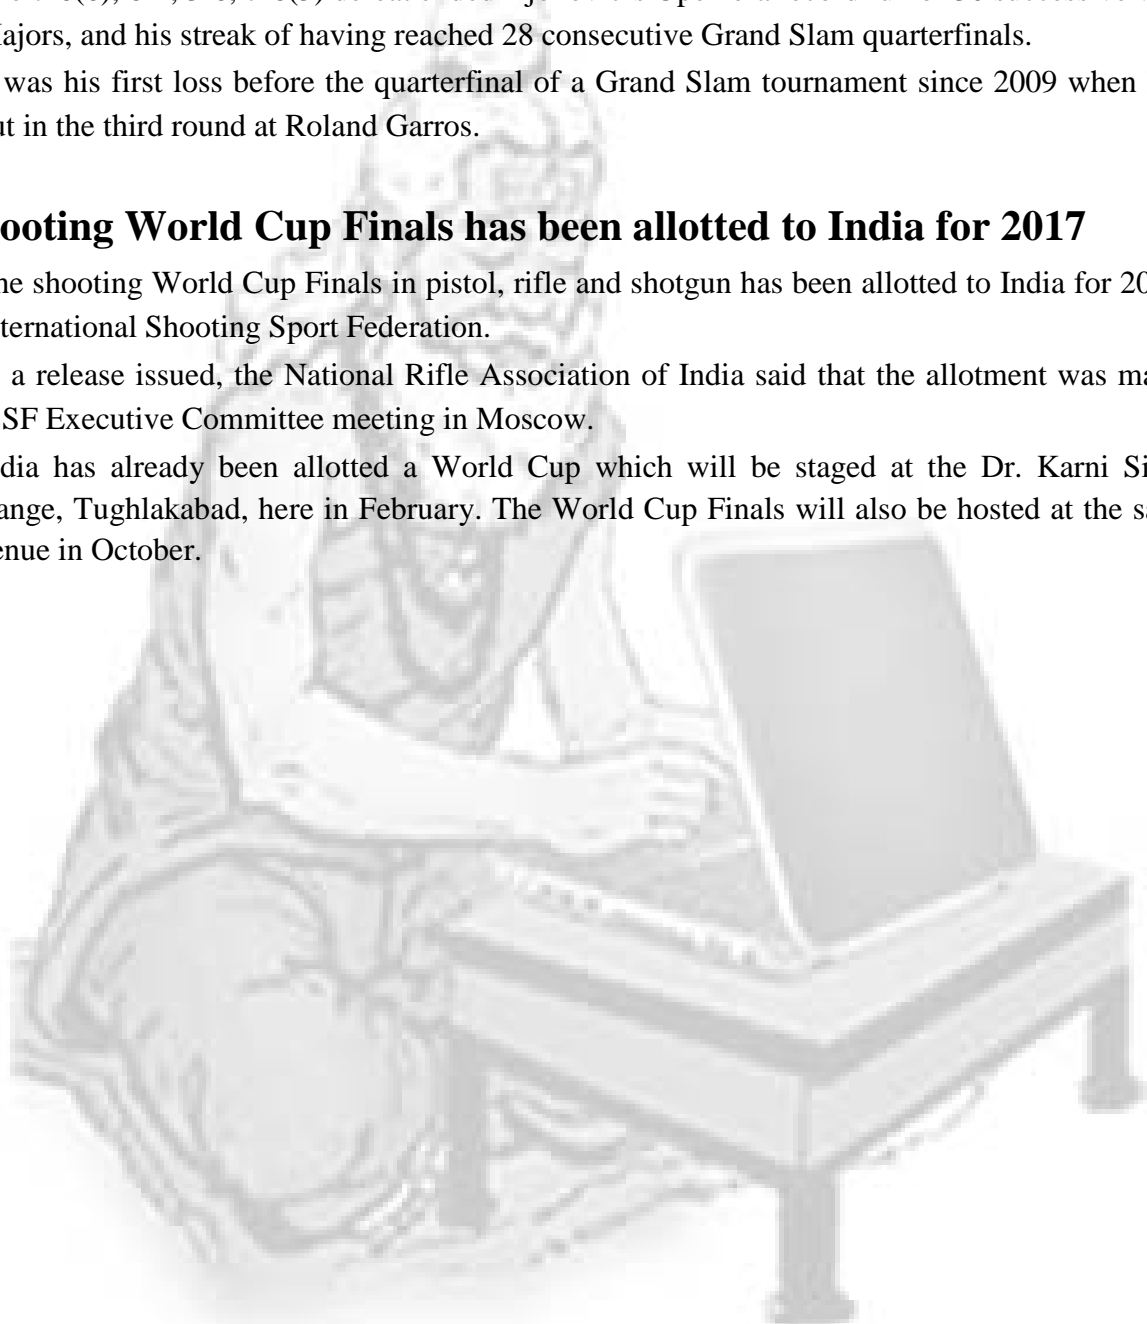 Majors, and his streak of having reached 28 consecutive Grand Slam quarterfinals.
was his first loss before the quarterfinal of a Grand Slam tournament since 2009 when
ut in the third round at Roland Garros.
ooting World Cup Finals has been allotted to India for 2017
he shooting World Cup Finals in pistol, rifle and shotgun has been allotted to India for 20
ternational Shooting Sport Federation.
a release issued, the National Rifle Association of India said that the allotment was ma
SF Executive Committee meeting in Moscow.
dia has already been allotted a World Cup which will be staged at the Dr. Karni Si
ange, Tughlakabad, here in February. The World Cup Finals will also be hosted at the sa
enue in October.